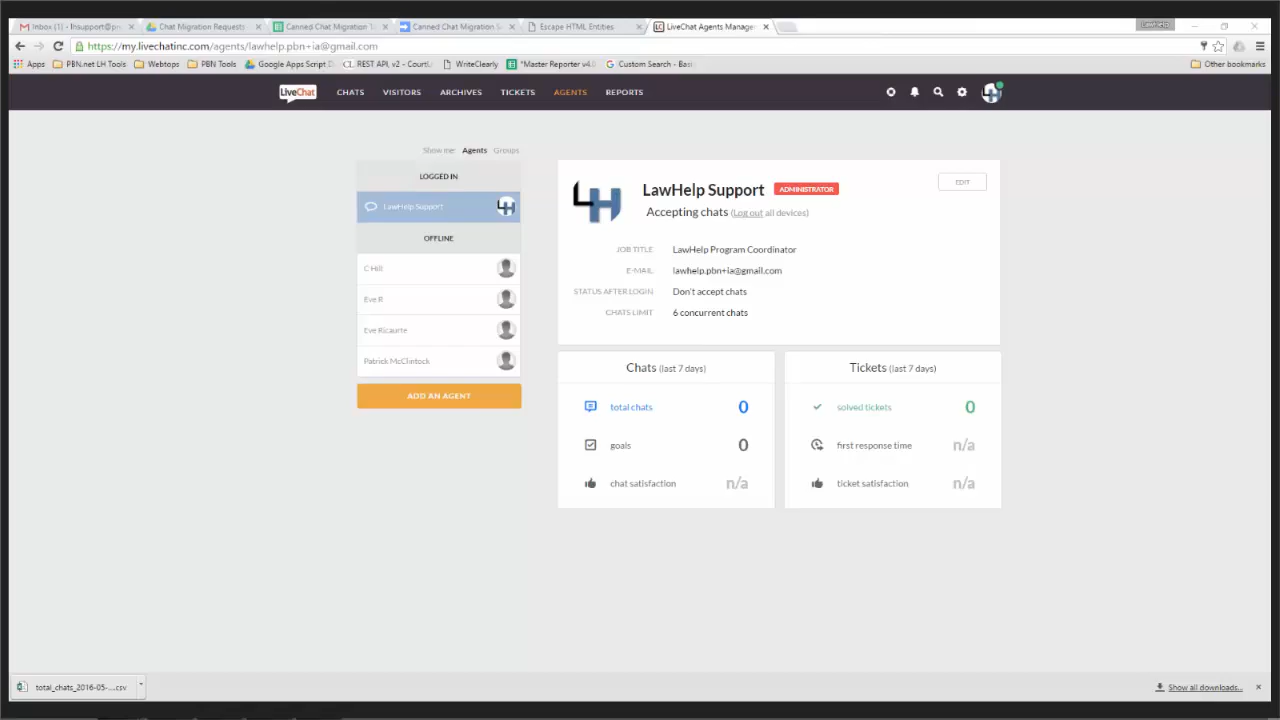 Inbox (1) - lhsupport@pr
Chat Migration Requests
Canned Chat Migration T
Canned Chat Migration S
Escape HTML Entities
LiveChat Agents Manage
LawHelp
https://my.livechatinc.com/agents/lawhelp.pbn+ia@gmail.com
Apps PBN.net LH Tools Webtops PBN Tools Google Apps Script D REST API, v2 - CourtL WriteClearly *Master Reporter v4.0 Custom Search - Basi Other bookmarks
LiveChat CHATS VISITORS ARCHIVES TICKETS AGENTS REPORTS
Show me: Agents Groups
LOGGED IN
LawHelp Support
OFFLINE
C Hill
Eve R
Eve Ricaurte
Patrick McClintock
ADD AN AGENT
LH
LawHelp Support ADMINISTRATOR
EDIT
Accepting chats (Log out all devices)
JOB TITLE LawHelp Program Coordinator
E-MAIL lawhelp.pbn+ia@gmail.com
STATUS AFTER LOGIN Don't accept chats
CHATS LIMIT 6 concurrent chats
Chats (last 7 days)
total chats 0
goals 0
chat satisfaction n/a
Tickets (last 7 days)
solved tickets 0
first response time n/a
ticket satisfaction n/a
total_chats_2016-05-....csv
Show all downloads...